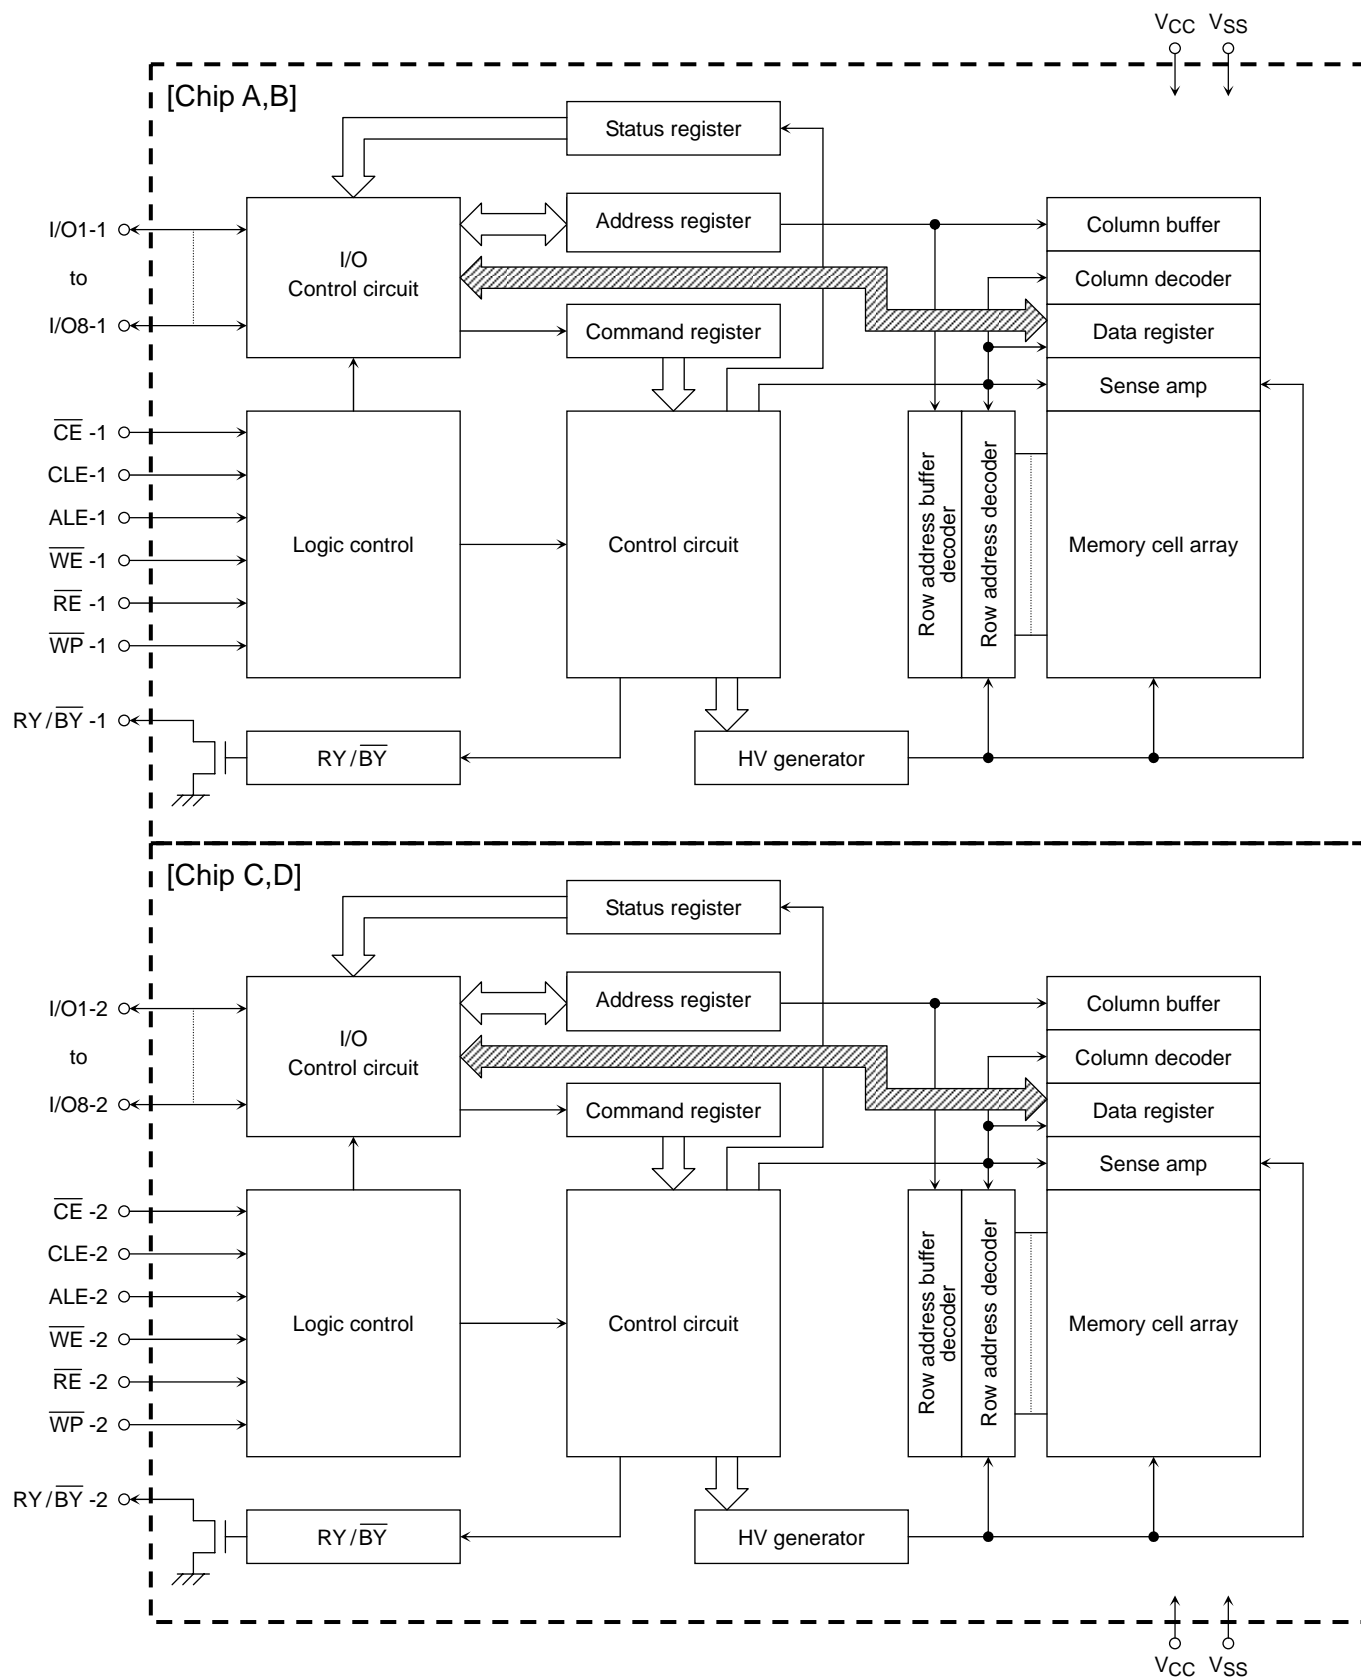 VCC VSS
[Chip A,B]
Status register
Address register
Column buffer
I/O1-1
to
I/O8-1
I/O
Control circuit
Column decoder
Command register
Data register
Sense amp
CE -1
CLE-1
ALE-1
WE -1
RE -1
WP -1
Logic control
Control circuit
Row address buffer
decoder
Row address decoder
Memory cell array
RY/BY -1
RY/BY
HV generator
[Chip C,D]
Status register
Address register
Column buffer
I/O1-2
to
I/O8-2
I/O
Control circuit
Column decoder
Command register
Data register
Sense amp
CE -2
CLE-2
ALE-2
WE -2
RE -2
WP -2
Logic control
Control circuit
Row address buffer
decoder
Row address decoder
Memory cell array
RY/BY -2
RY/BY
HV generator
VCC VSS